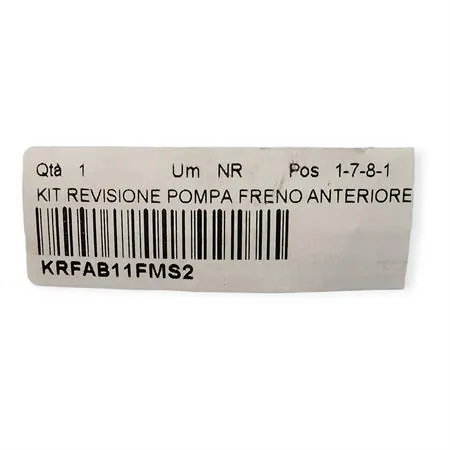 Qtà 1 Um NR Pos 1-7-8-1
KIT REVISIONE POMPA FRENO ANTERIORE
KRFAB11FMS2